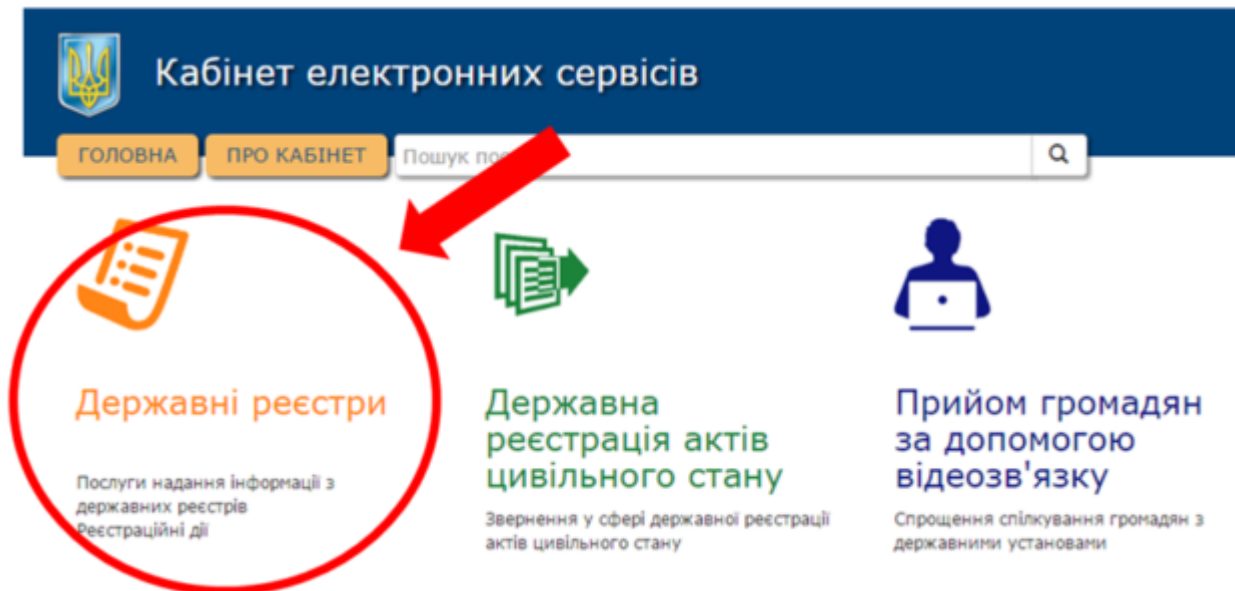 Кабінет електронних сервісів
ГОЛОВНА
ПРО КАБІНЕТ
Пошук
Державні реєстри
Послуги надання інформації з
державних реєстрів
Реєстраційні дії
Державна
реєстрація актів
цивільного стану
Звернення у сфері державної реєстрації
актів цивільного стану
Прийом громадян
за допомогою
відеозв'язку
Спрощення спілкування громадян з
державними установами